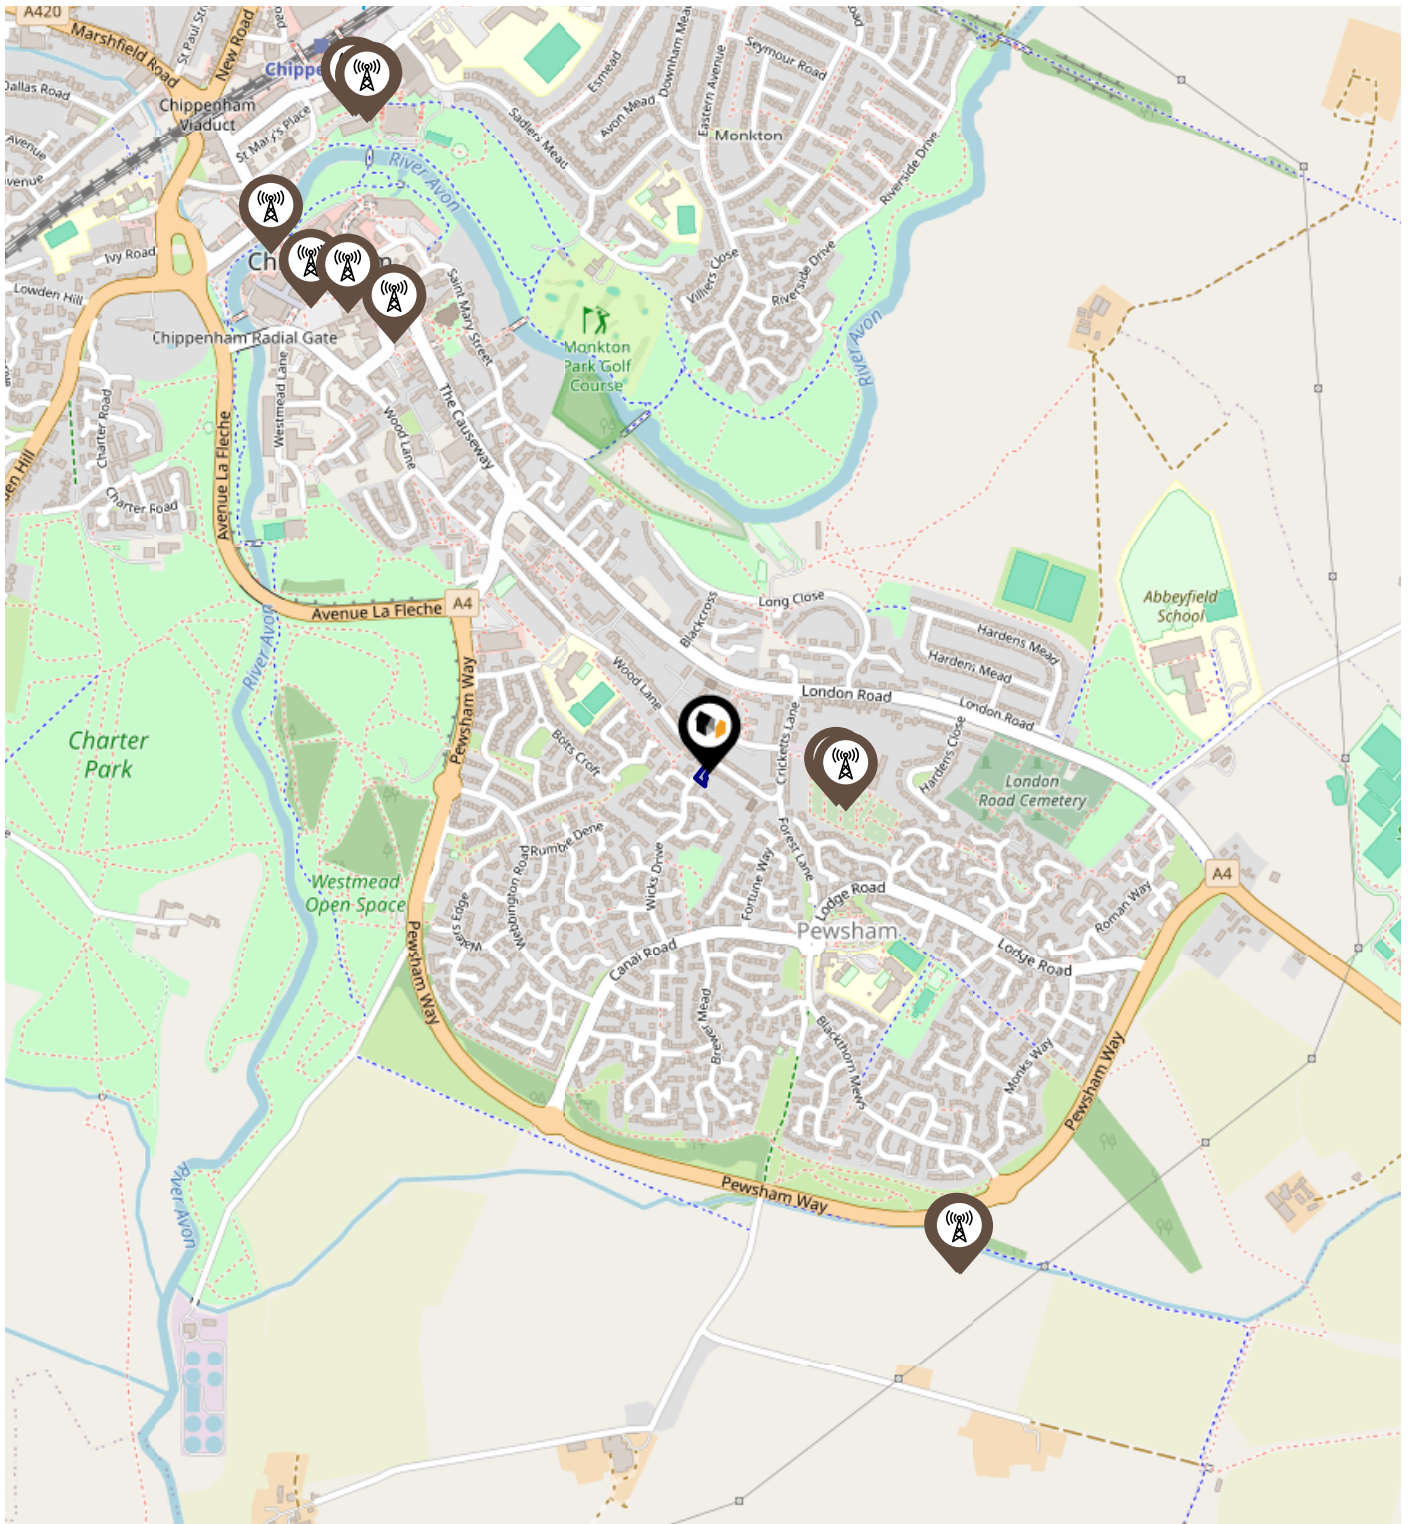 A420
Marshfield Road
St Paul Str
New Road
Dallas Road
Chippenham
Viaduct
Avenue
St Mary's Place
Ivy Road
Lowden Hill
Chippenham Radial Gate
River Avon
Sadlers Mead
Esmead
Avon Mead
Downham Mead
Eastern Avenue
Seymour Road
Road
Monkton
Riverside Drive
Villiers Close
Riverside Drive
River Avon
Saint Mary Street
Monkton
Park Golf
Course
Westmead Lane
Wood Lane
The Causeway
Charter Road
Charter Road
Avenue La Fleche
Avenue La Fleche
A4
River Avon
Charter
Park
Westmead
Open Space
Pewsham Way
Pewsham Way
Blackcross
Long Close
Hardens Mead
Hardens Mead
London Road
London Road
Abbeyfield
School
Wood Lane
Bolts Croft
Cricketts Lane
Hardens Close
London
Road Cemetery
Rumble Dene
Webbington Road
Waters Edge
Wicks Drive
Fortune Way
Forest Lane
Lodge Road
Pewsham
Lodge Road
Roman Way
A4
Canal Road
Brewer Mead
Blackthorn Mews
Monks Way
Pewsham Way
Pewsham Way
River Avon